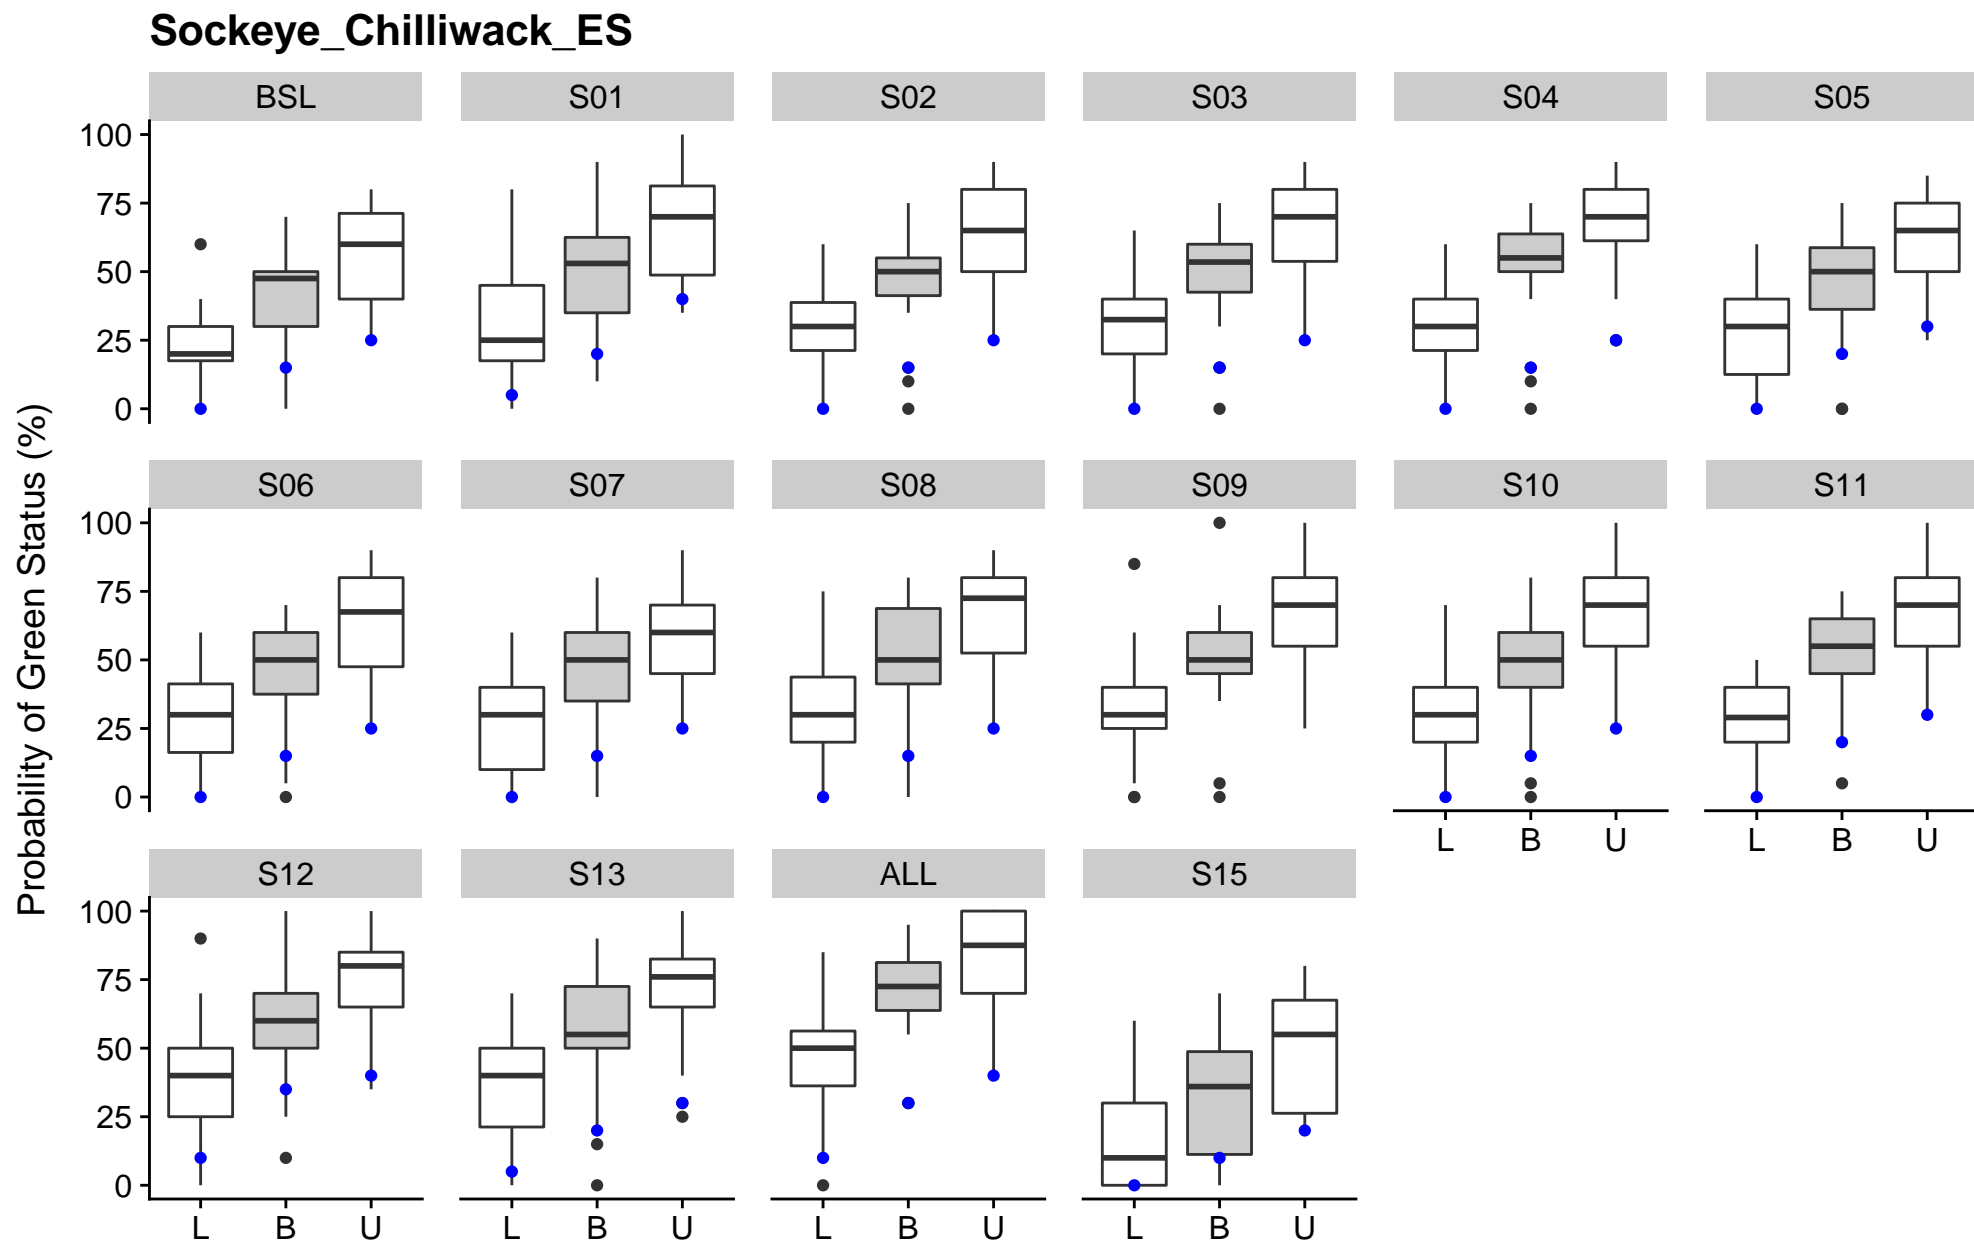 Sockeye_Chilliwack_ES
BSL S01 S02 S03 S04 S05
100
75
50
25
0
S06 S07 S08 S09 S10 S11
100
75
50
25
0
L B U L B U
S12 S13 ALL S15
100
75
50
25
0
L B U L B U L B U L B U
Probability of Green Status (%)